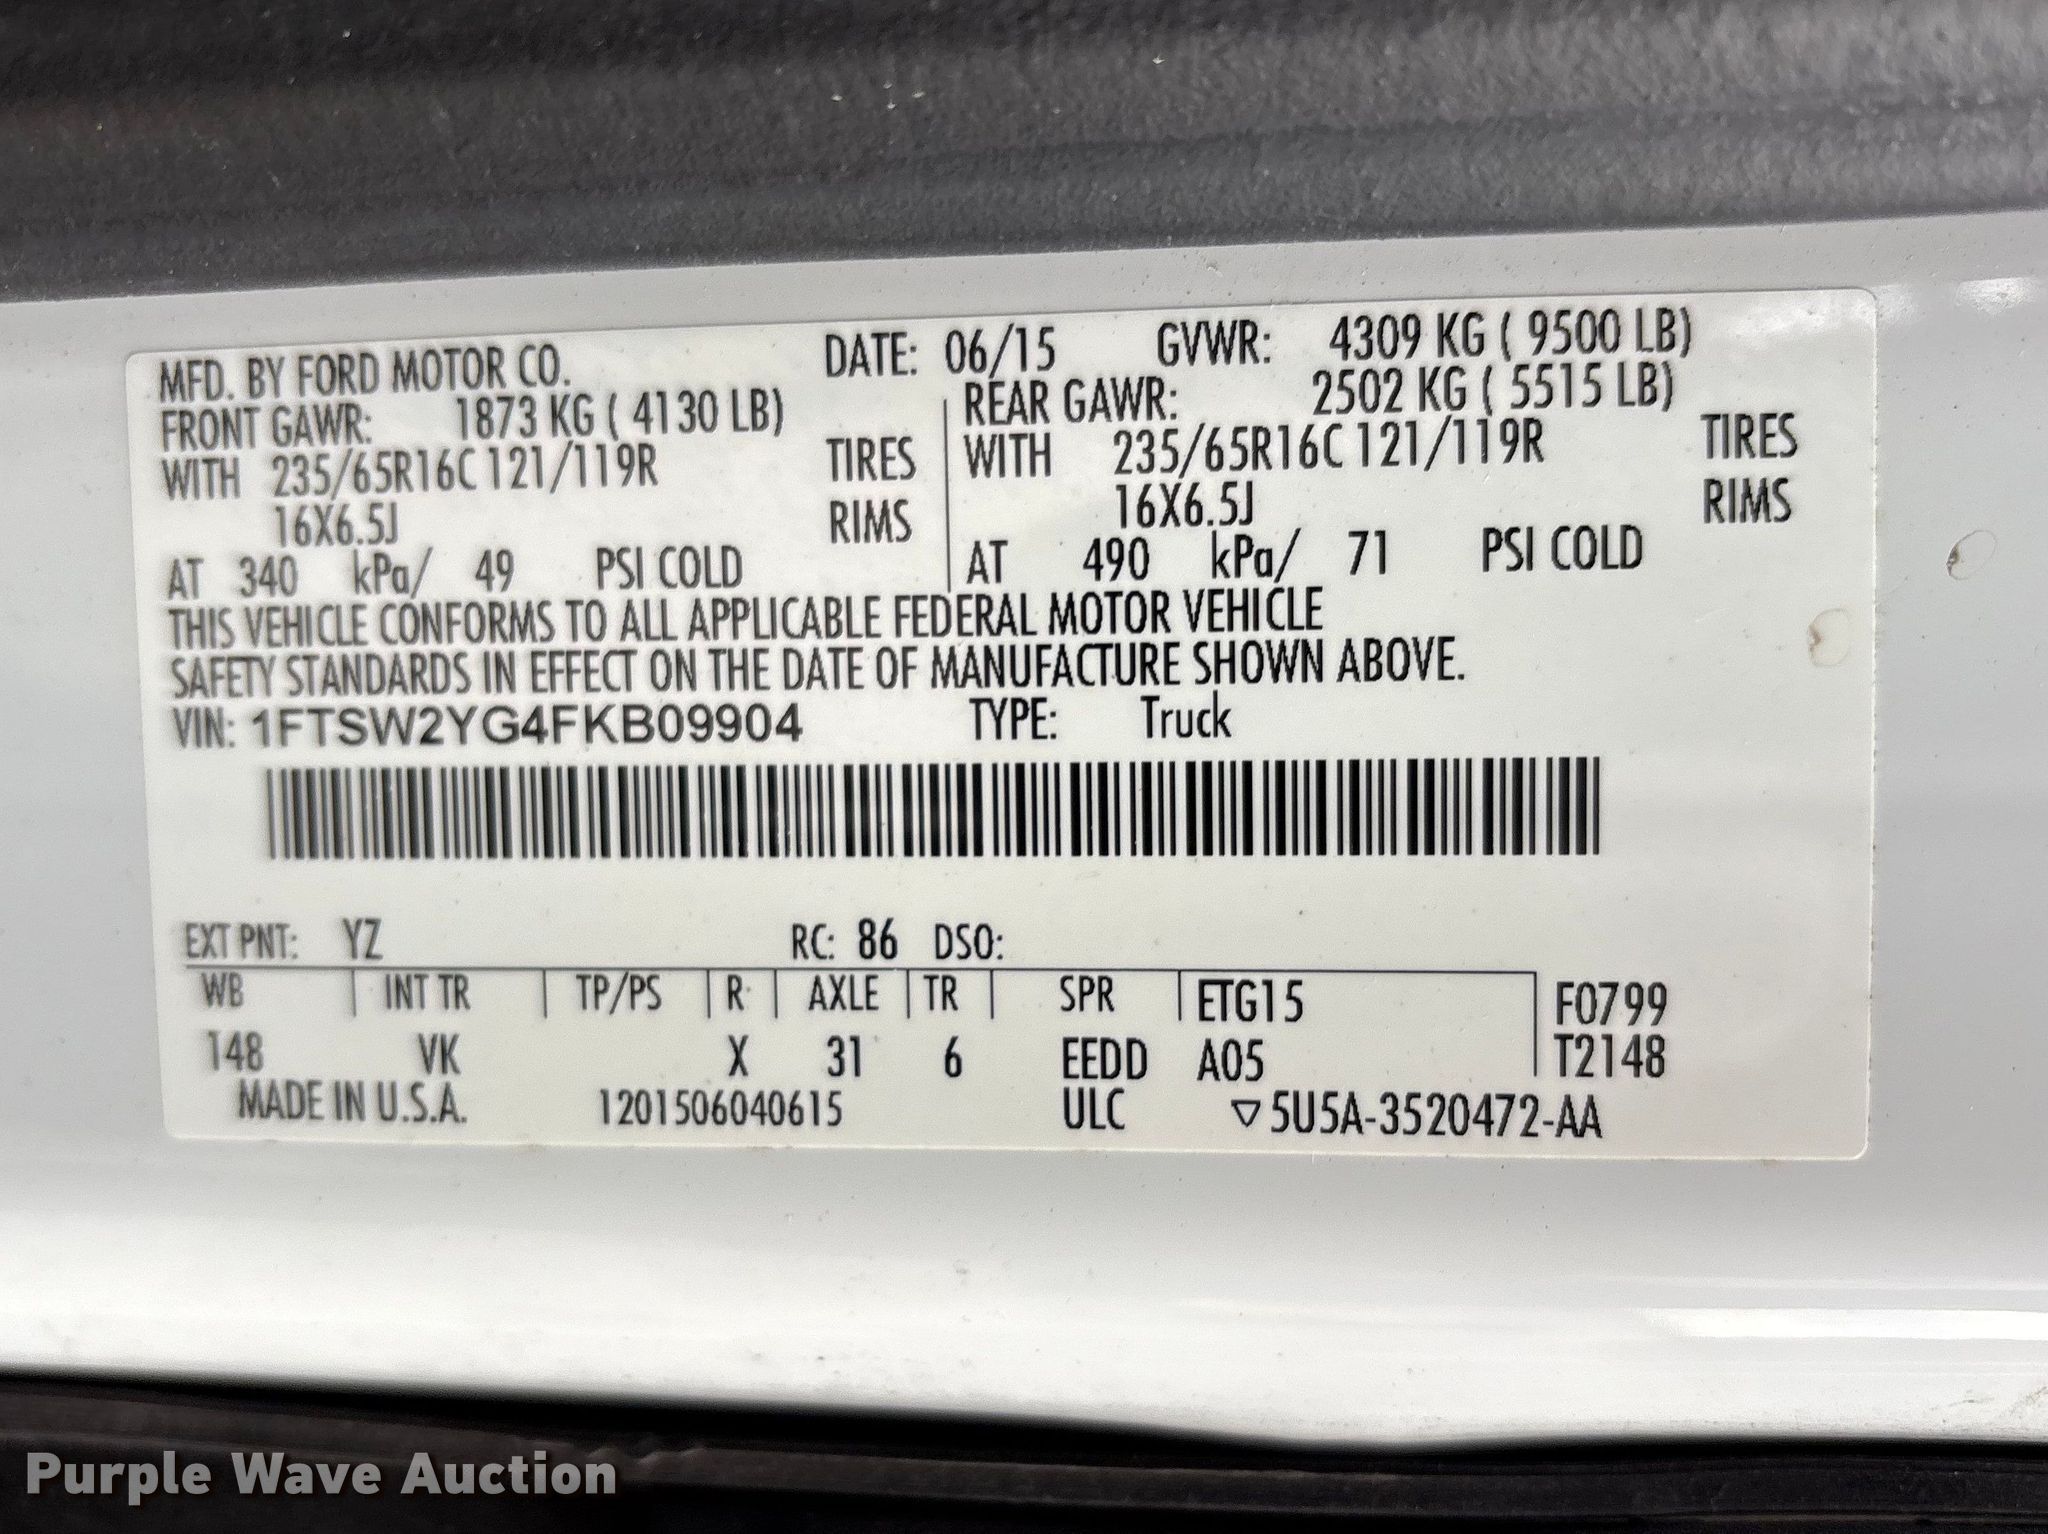 MFD. BY FORD MOTOR CO. DATE: 06/15 GVWR: 4309 KG ( 9500 LB)
FRONT GAWR: 1873 KG ( 4130 LB) REAR GAWR: 2502 KG ( 5515 LB)
WITH 235/65R16C 121/119R TIRES WITH 235/65R16C 121/119R TIRES
16X6.5J RIMS 16X6.5J RIMS
AT 340 kPa/ 49 PSI COLD AT 490 kPa/ 71 PSI COLD
THIS VEHICLE CONFORMS TO ALL APPLICABLE FEDERAL MOTOR VEHICLE
SAFETY STANDARDS IN EFFECT ON THE DATE OF MANUFACTURE SHOWN ABOVE.
VIN: 1FTSW2YG4FKB09904 TYPE: Truck
EXT PNT: YZ RC: 86 DSO:
WB INT TR TP/PS R AXLE TR SPR ETG15 F0799
148 VK X 31 6 EEDD A05 T2148
MADE IN U.S.A. 1201506040615 ULC ▽5U5A-3520472-AA
Purple Wave Auction